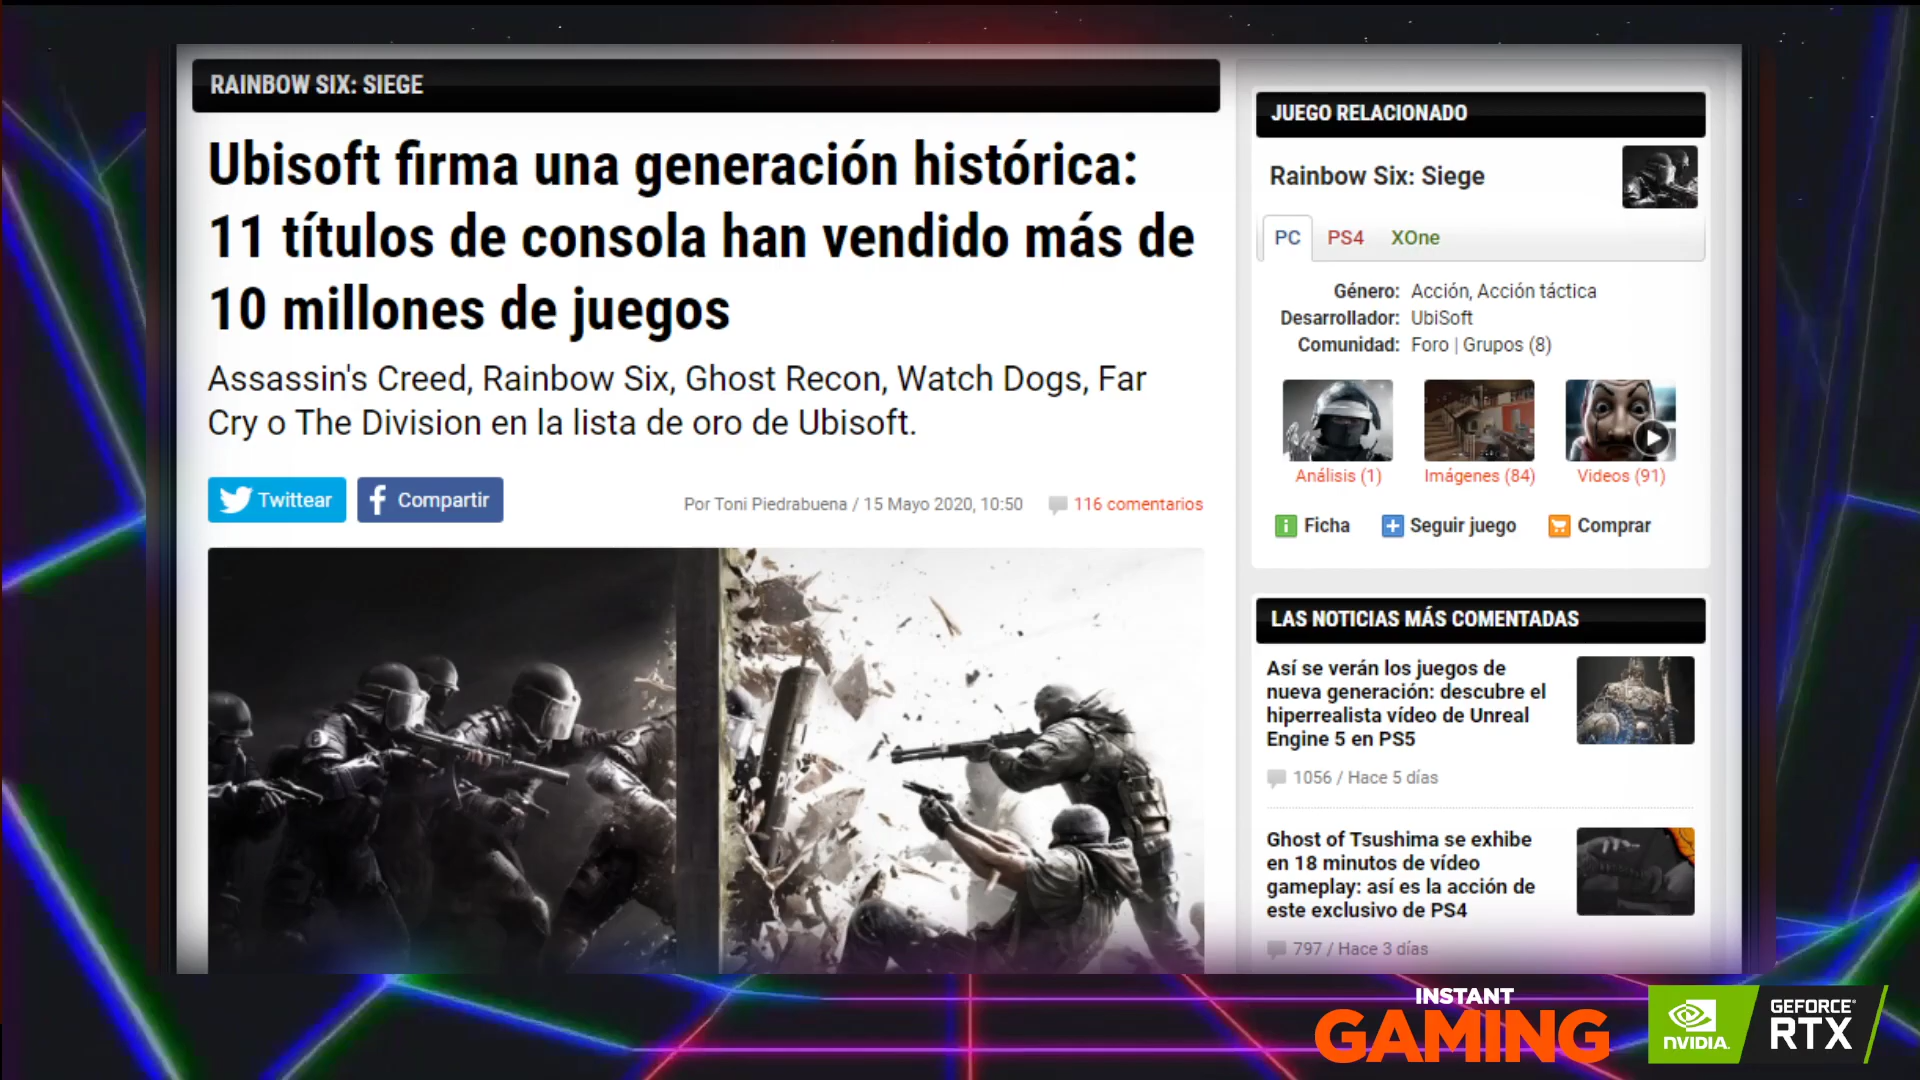 RAINBOW SIX: SIEGE
Ubisoft firma una generación histórica:
11 títulos de consola han vendido más de
10 millones de juegos
Assassin's Creed, Rainbow Six, Ghost Recon, Watch Dogs, Far
Cry o The Division en la lista de oro de Ubisoft.
Twittear
Compartir
Por Toni Piedrabuena / 15 Mayo 2020, 10:50
116 comentarios
JUEGO RELACIONADO
Rainbow Six: Siege
PC PS4 XOne
Género: Acción, Acción táctica
Desarrollador: UbiSoft
Comunidad: Foro | Grupos (8)
Análisis (1) Imágenes (84) Videos (91)
Ficha Seguir juego Comprar
LAS NOTICIAS MÁS COMENTADAS
Así se verán los juegos de
nueva generación: descubre el
hiperrealista vídeo de Unreal
Engine 5 en PS5
1056 / Hace 5 días
Ghost of Tsushima se exhibe
en 18 minutos de vídeo
gameplay: así es la acción de
este exclusivo de PS4
797 / Hace 3 días
INSTANT
GAMING
NVIDIA.
GEFORCE
RTX